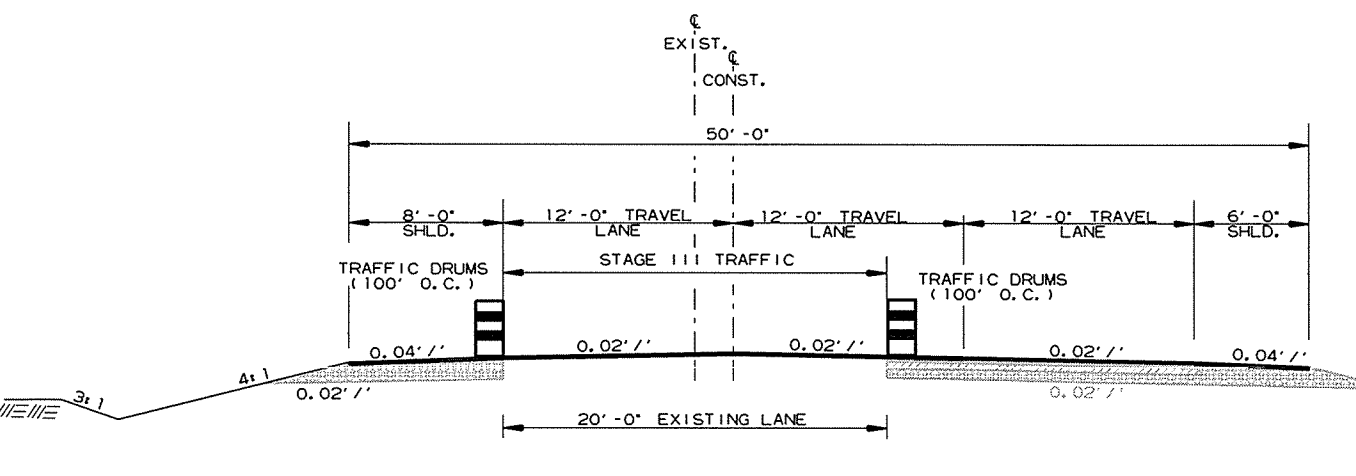 ℄
EXIST.
℄
CONST.
50'-0"
8'-0"
SHLD.
12'-0" TRAVEL
LANE
12'-0" TRAVEL
LANE
12'-0" TRAVEL
LANE
6'-0"
SHLD.
STAGE III TRAFFIC
TRAFFIC DRUMS
(100' O.C.)
TRAFFIC DRUMS
(100' O.C.)
0.04'/'
0.02'/'
0.02'/'
0.02'/'
0.04'/'
3:1
4:1
0.02'/'
0.02'/'
20'-0" EXISTING LANE